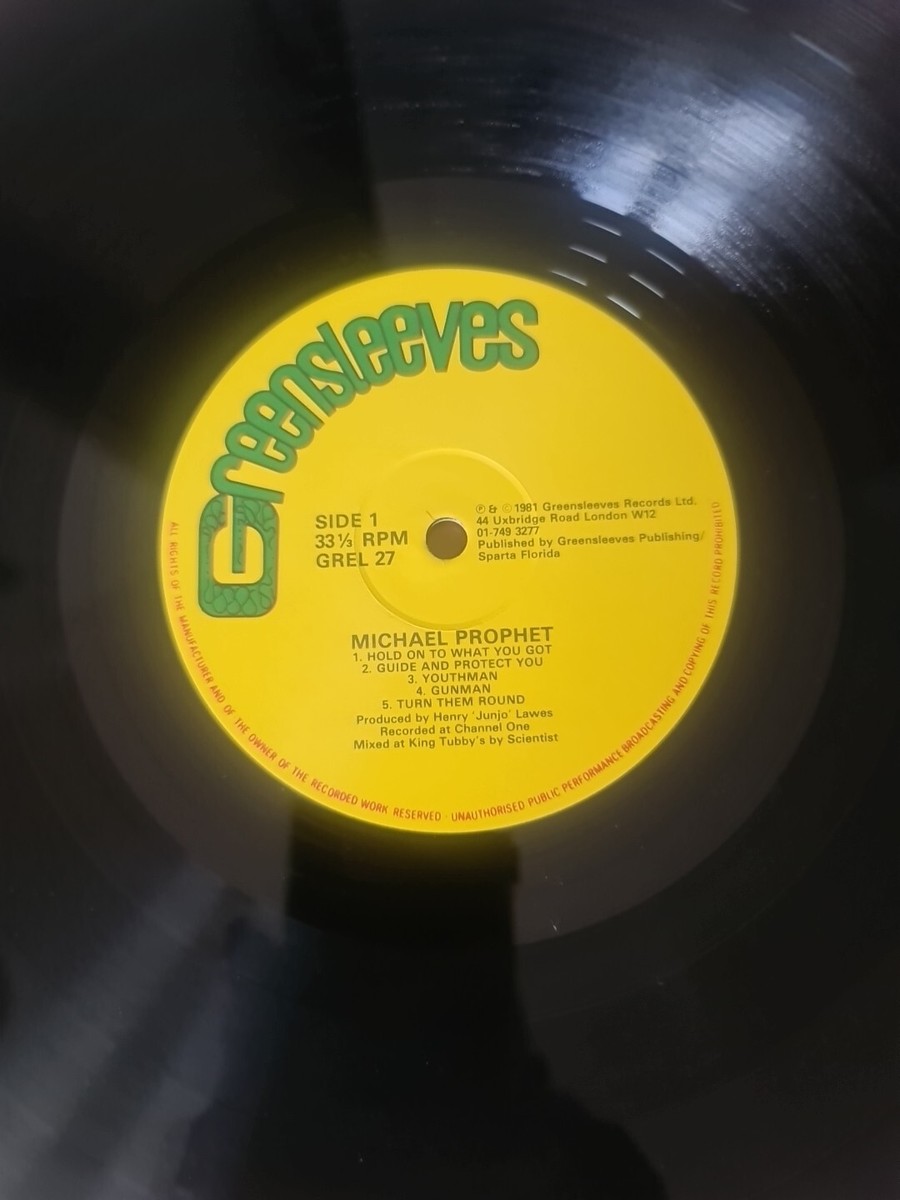 Greensleeves
SIDE 1
33⅓ RPM
GREL 27
℗ & © 1981 Greensleeves Records Ltd.
44 Uxbridge Road London W12
01-749 3277
Published by Greensleeves Publishing/
Sparta Florida
MICHAEL PROPHET
1. HOLD ON TO WHAT YOU GOT
2. GUIDE AND PROTECT YOU
3. YOUTHMAN
4. GUNMAN
5. TURN THEM ROUND
Produced by Henry 'Junjo' Lawes
Recorded at Channel One
Mixed at King Tubby's by Scientist
ALL RIGHTS OF THE MANUFACTURER AND OF THE OWNER OF THE RECORDED WORK RESERVED · UNAUTHORISED PUBLIC PERFORMANCE BROADCASTING AND COPYING OF THIS RECORD PROHIBITED